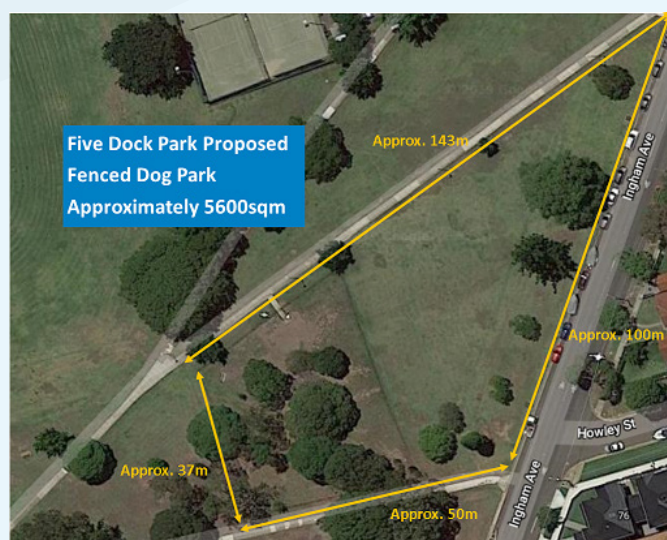 Five Dock Park Proposed
Fenced Dog Park
Approximately 5600sqm
Approx. 143m
Ingham Ave
Approx. 100m
Howley St
Approx. 37m
Approx. 50m
Ingham Ave
76